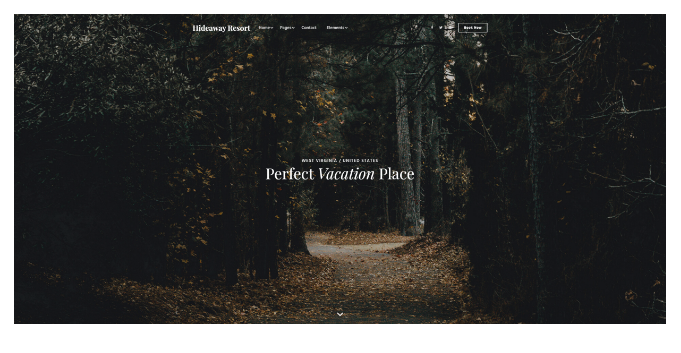 Hideaway Resort Home Pages Contact Elements Book Now
WEST VIRGINIA / UNITED STATES
Perfect Vacation Place